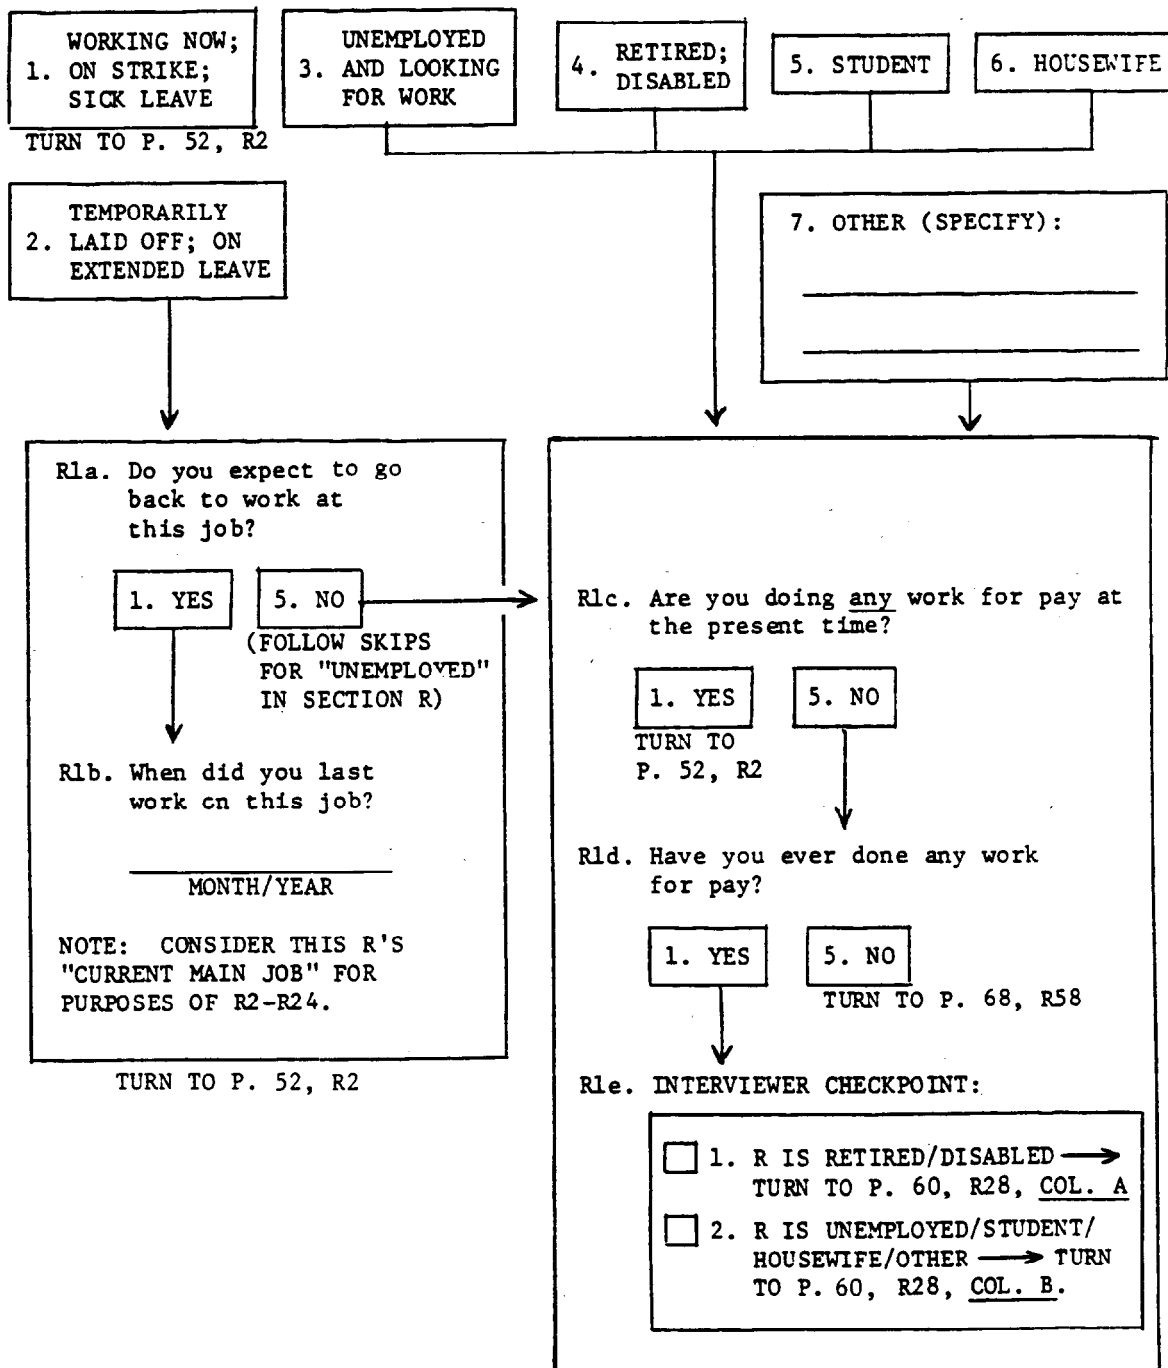 WORKING NOW;
1. ON STRIKE;
SICK LEAVE
TURN TO P. 52, R2
UNEMPLOYED
3. AND LOOKING
FOR WORK
4. RETIRED;
DISABLED
5. STUDENT
6. HOUSEWIFE
TEMPORARILY
2. LAID OFF; ON
EXTENDED LEAVE
7. OTHER (SPECIFY):
R1a. Do you expect to go
back to work at
this job?
1. YES
5. NO
(FOLLOW SKIPS
FOR "UNEMPLOYED"
IN SECTION R)
R1b. When did you last
work on this job?
MONTH/YEAR
NOTE: CONSIDER THIS R'S
"CURRENT MAIN JOB" FOR
PURPOSES OF R2-R24.
TURN TO P. 52, R2
R1c. Are you doing any work for pay at
the present time?
1. YES
5. NO
TURN TO
P. 52, R2
R1d. Have you ever done any work
for pay?
1. YES
5. NO
TURN TO P. 68, R58
R1e. INTERVIEWER CHECKPOINT:
1. R IS RETIRED/DISABLED
TURN TO P. 60, R28, COL. A
2. R IS UNEMPLOYED/STUDENT/
HOUSEWIFE/OTHER → TURN
TO P. 60, R28, COL. B.